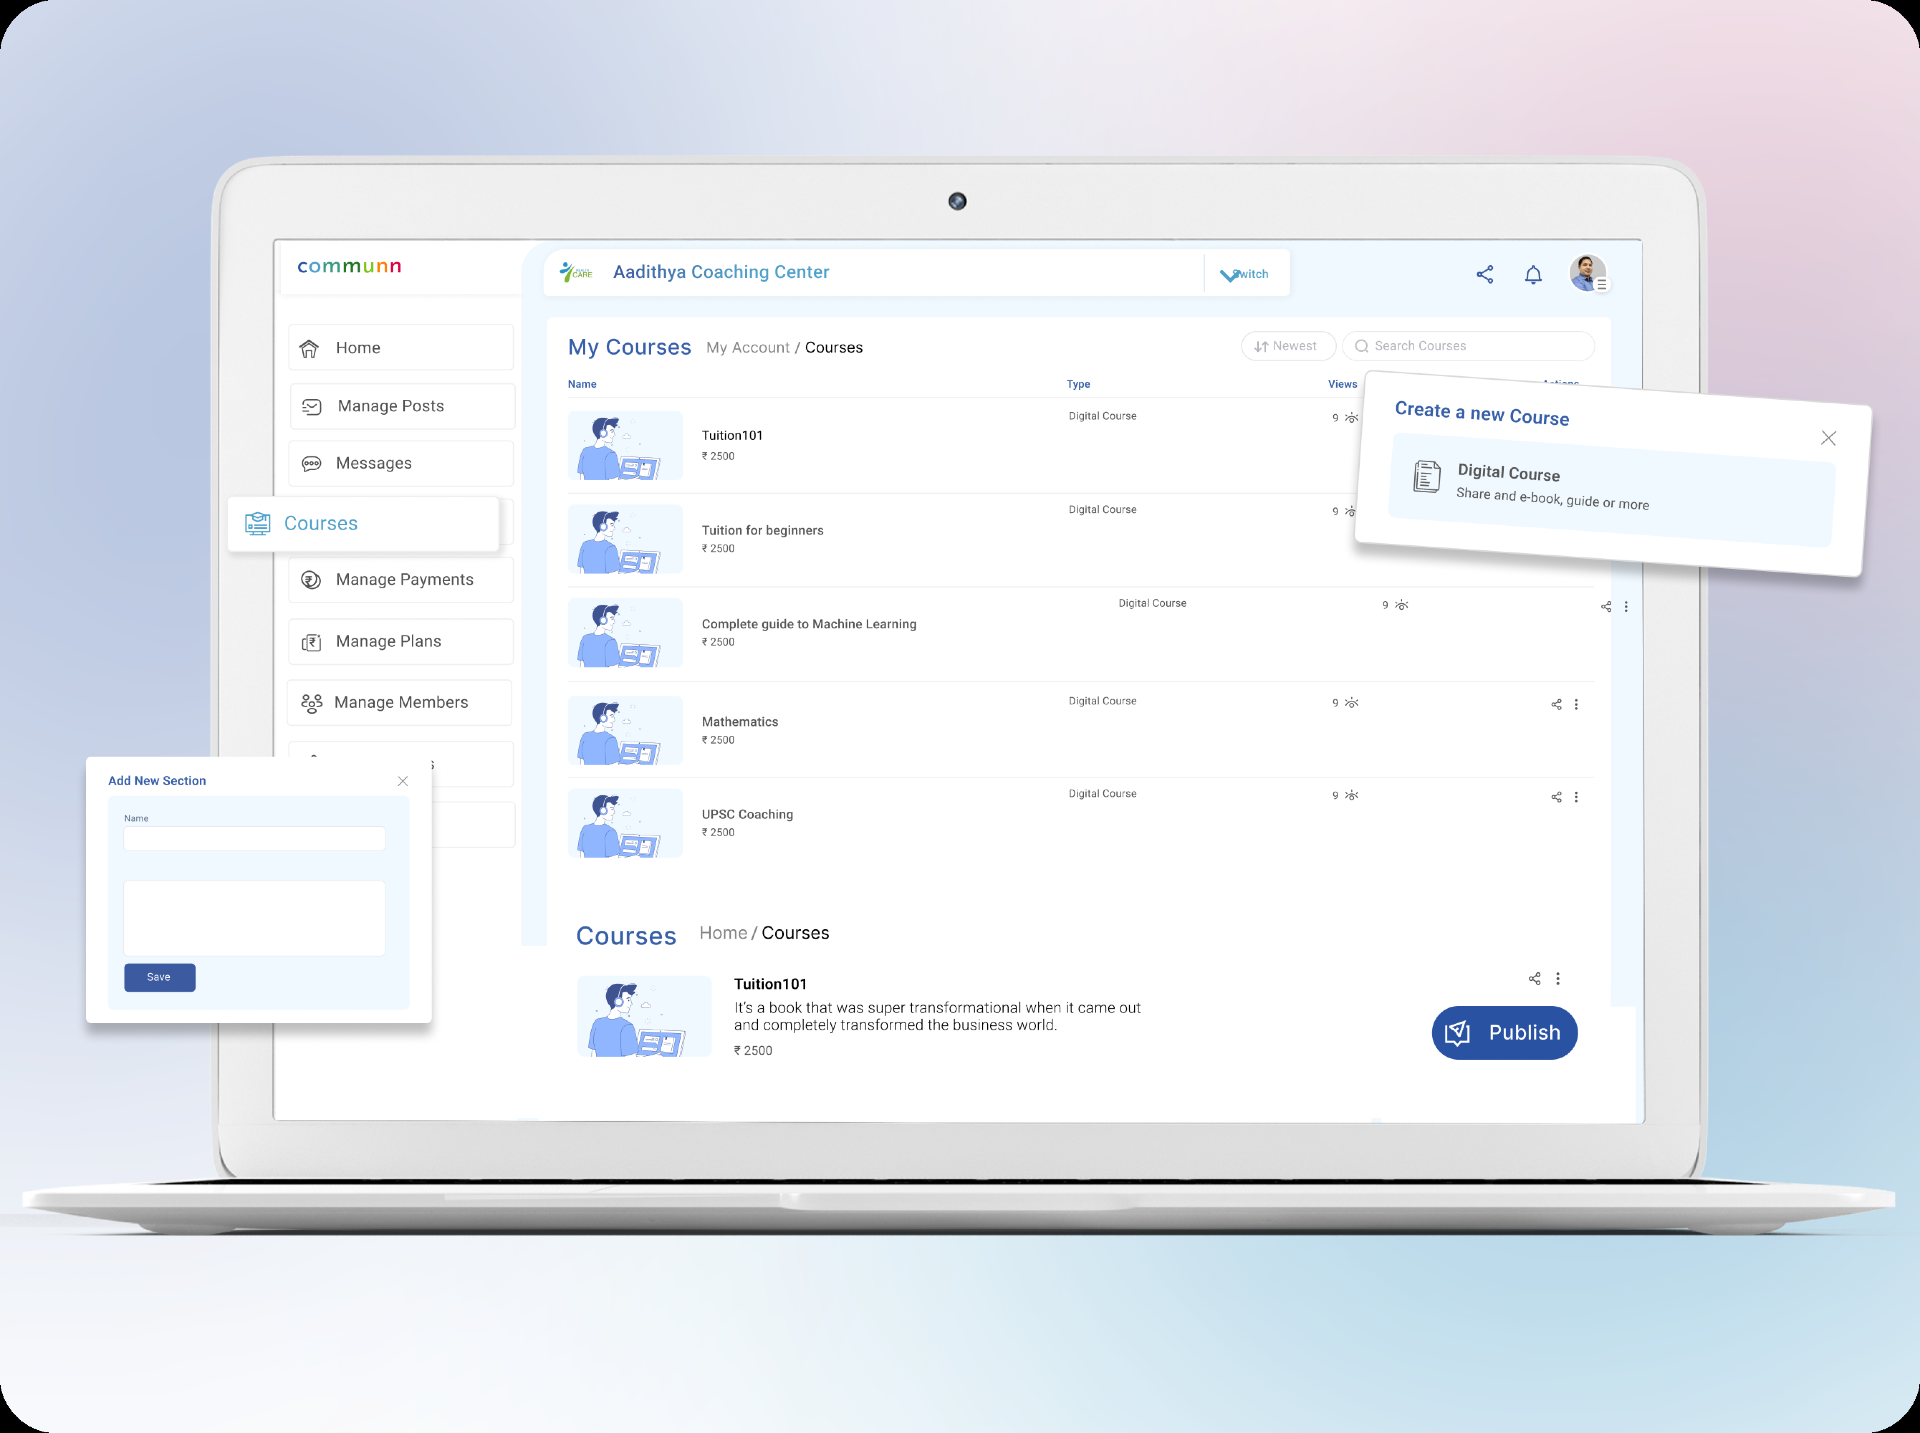 communn
CARE
Aadithya Coaching Center
Switch
Home
Manage Posts
Messages
Courses
Manage Payments
Manage Plans
Manage Members
My Courses
My Account / Courses
Newest
Search Courses
Name
Type
Views
Actions
Tuition101
₹ 2500
Digital Course
9
Tuition for beginners
₹ 2500
Digital Course
9
Complete guide to Machine Learning
₹ 2500
Digital Course
9
Mathematics
₹ 2500
Digital Course
9
UPSC Coaching
₹ 2500
Digital Course
9
Create a new Course
Digital Course
Share and e-book, guide or more
Add New Section
Name
Save
Courses
Home / Courses
Tuition101
It's a book that was super transformational when it came out
and completely transformed the business world.
₹ 2500
Publish